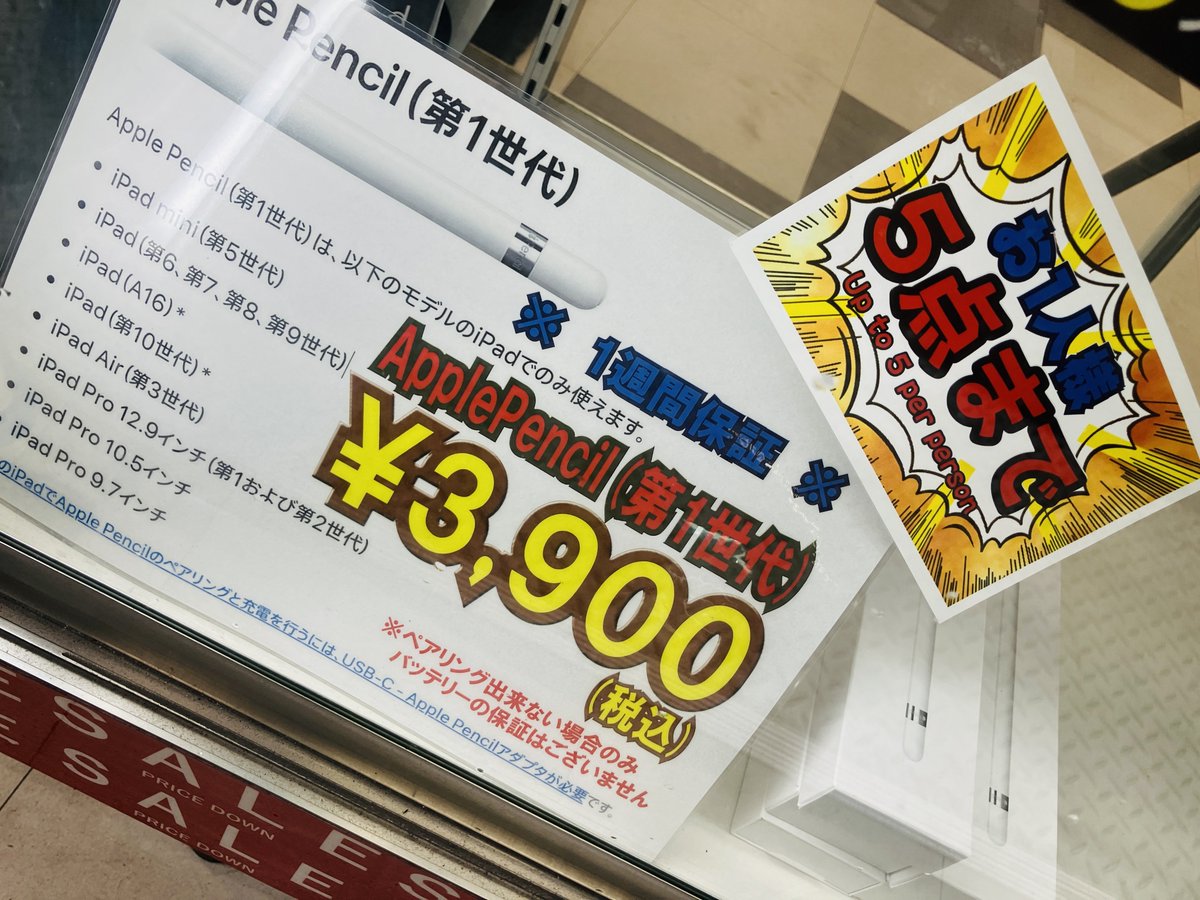 Apple Pencil (第1世代)
Apple Pencil (第1世代) は、以下のモデルのiPadでのみ使えます。
• iPad mini (第5世代)
• iPad (第6、第7、第8、第9世代)
• iPad (A16) *
• iPad (第10世代) *
• iPad Air (第3世代)
• iPad Pro 12.9インチ (第1および第2世代)
• iPad Pro 10.5インチ
• iPad Pro 9.7インチ
のiPadでApple Pencilのペアリングと充電を行うには、USB-C - Apple Pencilアダプタが必要です。
※ 1週間保証 ※
ApplePencil (第1世代)
¥3,900
(税込)
※ペアリング出来ない場合のみ
バッテリーの保証はございません
お1人様
5点まで
Up to 5 per person
SALE
PRICE DOWN
SALES
PRICE DOWN